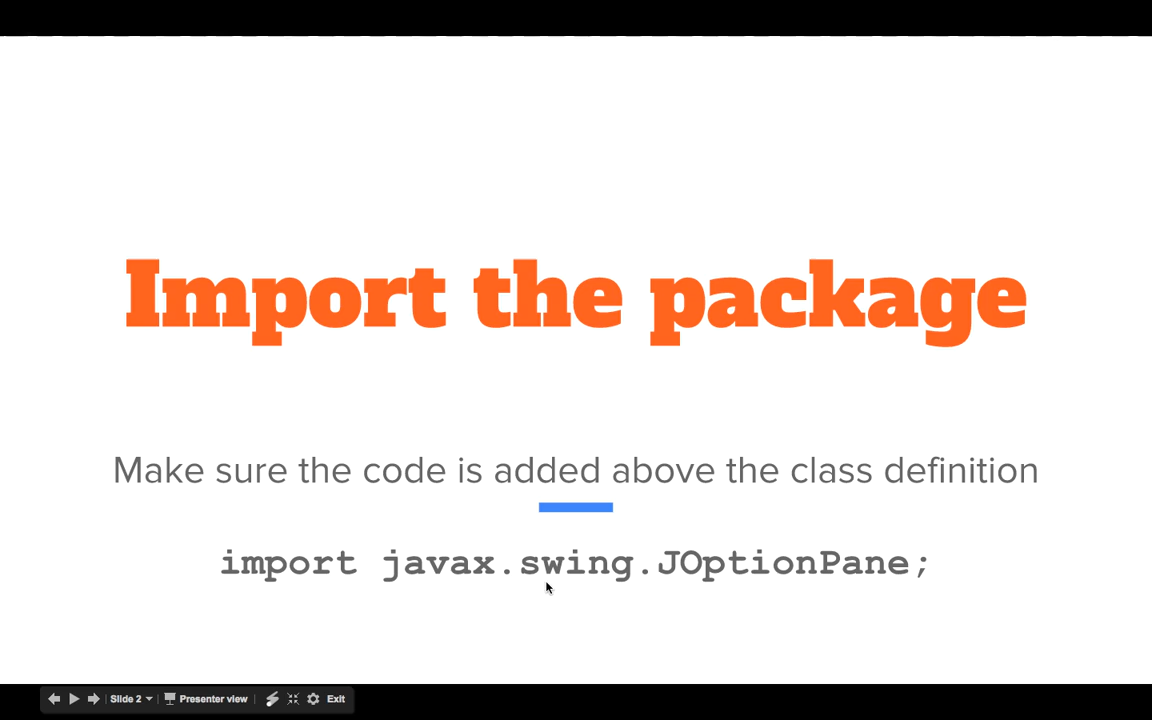 Import the package
Make sure the code is added above the class definition
import javax.swing.JOptionPane;
Slide 2 Presenter view Exit